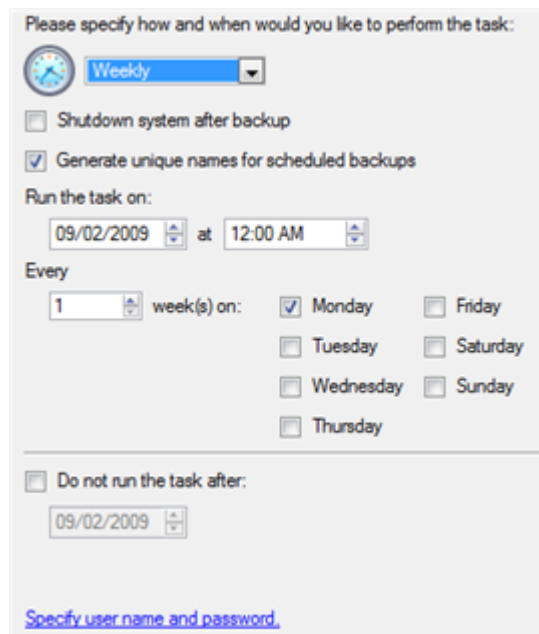 Please specify how and when would you like to perform the task:
Weekly
Shutdown system after backup
Generate unique names for scheduled backups
Run the task on:
09/02/2009 at 12:00 AM
Every
1 week(s) on: Monday Friday
Tuesday Saturday
Wednesday Sunday
Thursday
Do not run the task after:
09/02/2009
Specify user name and password.